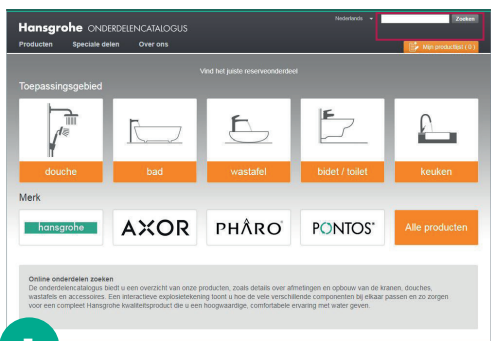 Hansgrohe ONDERDELENCATALOGUS
Nederlands
Zoeken
Producten Speciale delen Over ons
Mijn productlijst ( 0 )
Vind het juiste reserveonderdeel
Toepassingsgebied
douche bad wastafel bidet / toilet keuken
Merk
hansgrohe AXOR PHÂRO PONTOS Alle producten
Online onderdelen zoeken
De onderdelencatalogus biedt u een overzicht van onze producten, zoals details over afmetingen en opbouw van de kranen, douches,
wastafels en accessoires. Een interactieve explosietekening toont u hoe de vele verschillende componenten bij elkaar passen en zo zorgen
voor een compleet Hansgrohe kwaliteitsproduct die u een hoogwaardige, comfortabele ervaring met water geven.